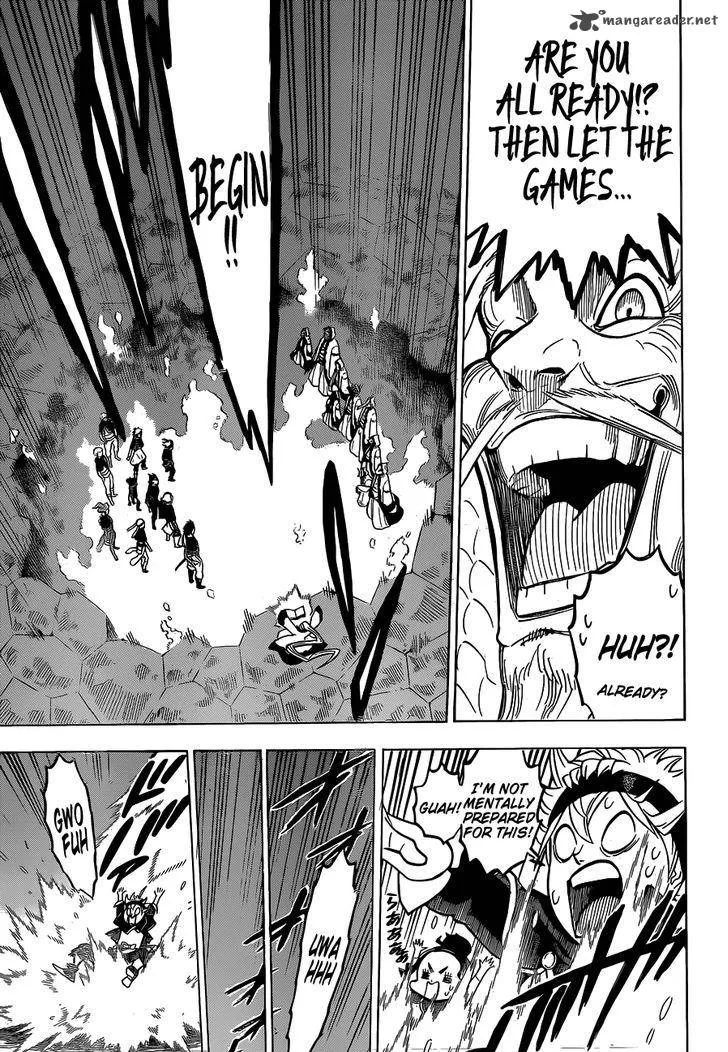 mangareader.net
ARE YOU
ALL READY!?
THEN LET THE
GAMES...
BEGIN
!!
HUH?!
ALREADY?
I'M NOT
MENTALLY
PREPARED
FOR THIS!
GUAH!
UWA
HHH
GWO
FUH